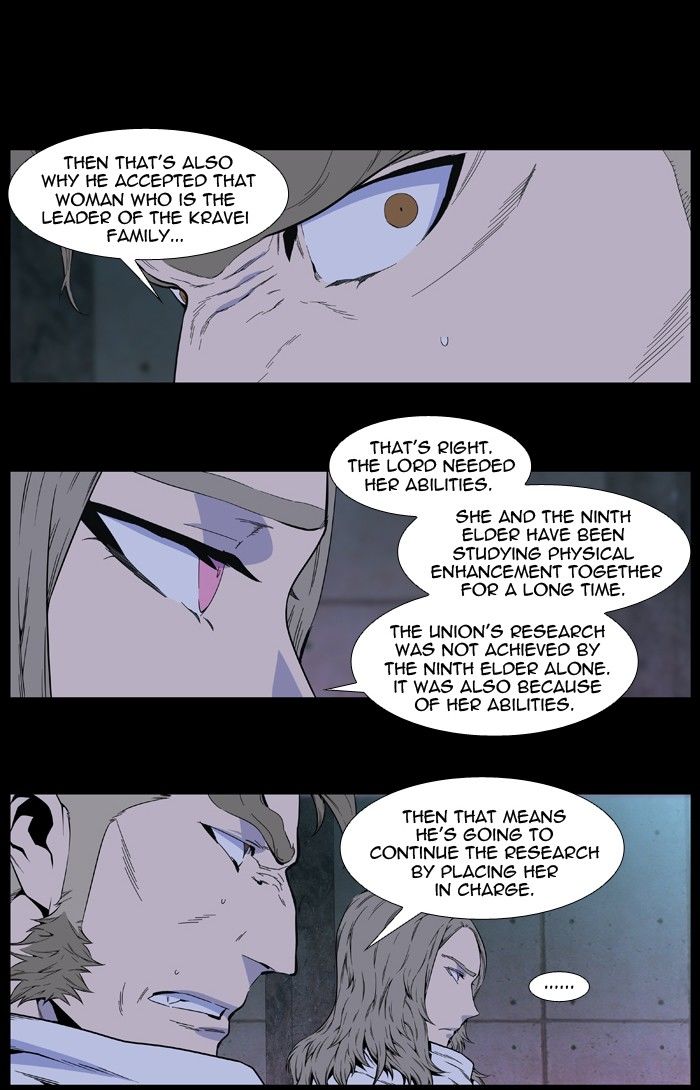 THEN THAT'S ALSO
WHY HE ACCEPTED THAT
WOMAN WHO IS THE
LEADER OF THE KRAVEI
FAMILY...
THAT'S RIGHT.
THE LORD NEEDED
HER ABILITIES.
SHE AND THE NINTH
ELDER HAVE BEEN
STUDYING PHYSICAL
ENHANCEMENT TOGETHER
FOR A LONG TIME.
THE UNION'S RESEARCH
WAS NOT ACHIEVED BY
THE NINTH ELDER ALONE.
IT WAS ALSO BECAUSE
OF HER ABILITIES.
THEN THAT MEANS
HE'S GOING TO
CONTINUE THE RESEARCH
BY PLACING HER
IN CHARGE.
......